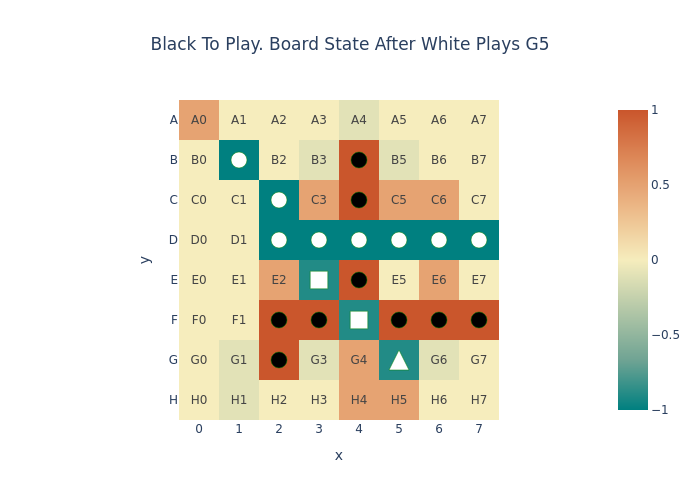 Black To Play. Board State After White Plays G5
A A0 A1 A2 A3 A4 A5 A6 A7
B B0 B2 B3 B5 B6 B7
C C0 C1 C3 C5 C6 C7
D D0 D1
E E0 E1 E2 E5 E6 E7
F F0 F1
G G0 G1 G3 G4 G6 G7
H H0 H1 H2 H3 H4 H5 H6 H7
0 1 2 3 4 5 6 7
x
y
1
0.5
0
−0.5
−1